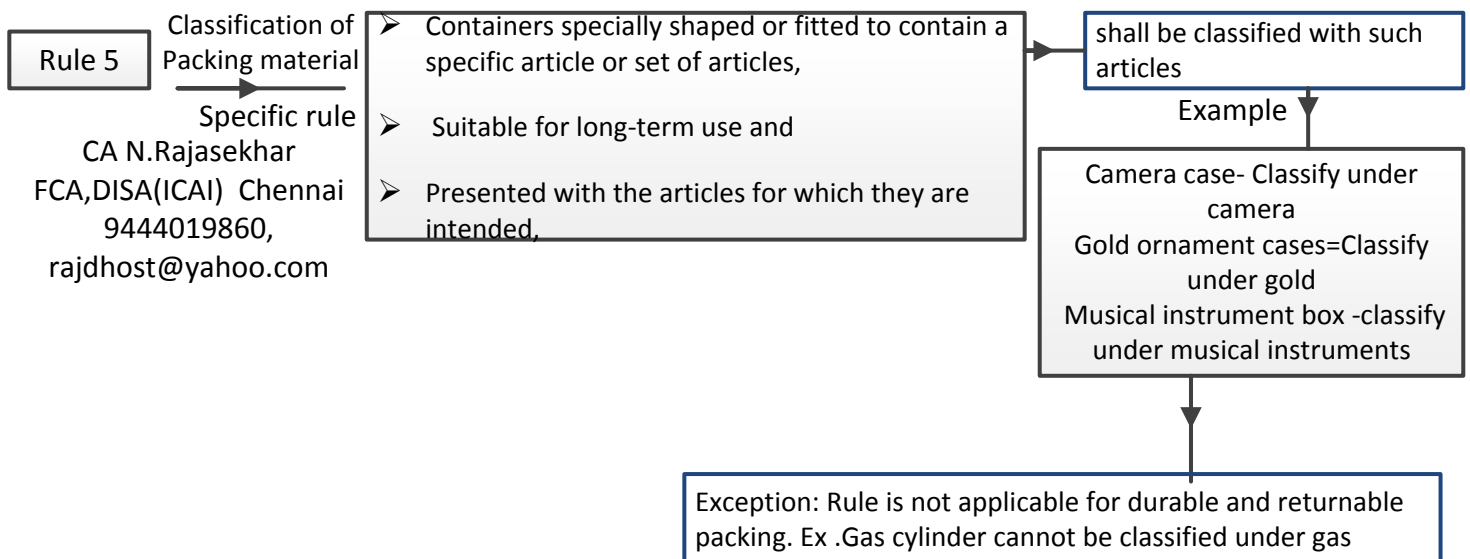 Rule 5
Classification of
Packing material
Specific rule
CA N.Rajasekhar
FCA,DISA(ICAI) Chennai
9444019860,
rajdhost@yahoo.com
➢ Containers specially shaped or fitted to contain a
specific article or set of articles,
➢ Suitable for long-term use and
➢ Presented with the articles for which they are
intended,
shall be classified with such
articles
Example
Camera case- Classify under
camera
Gold ornament cases=Classify
under gold
Musical instrument box -classify
under musical instruments
Exception: Rule is not applicable for durable and returnable
packing. Ex .Gas cylinder cannot be classified under gas